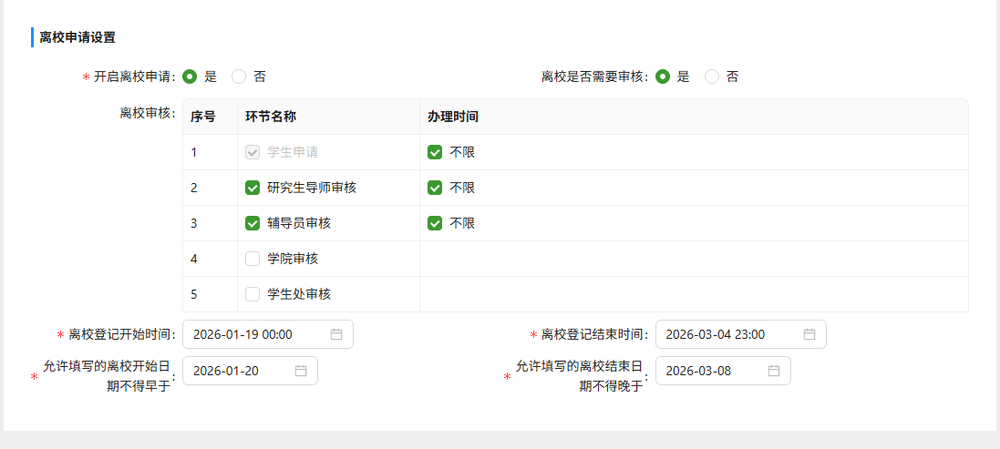 离校申请设置
* 开启离校申请： 是 否 离校是否需要审核： 是 否
离校审核：
序号 环节名称 办理时间
1 学生申请 不限
2 研究生导师审核 不限
3 辅导员审核 不限
4 学院审核
5 学生处审核
* 离校登记开始时间： 2026-01-19 00:00 * 离校登记结束时间： 2026-03-04 23:00
* 允许填写的离校开始日期不得早于： 2026-01-20 * 允许填写的离校结束日期不得晚于： 2026-03-08